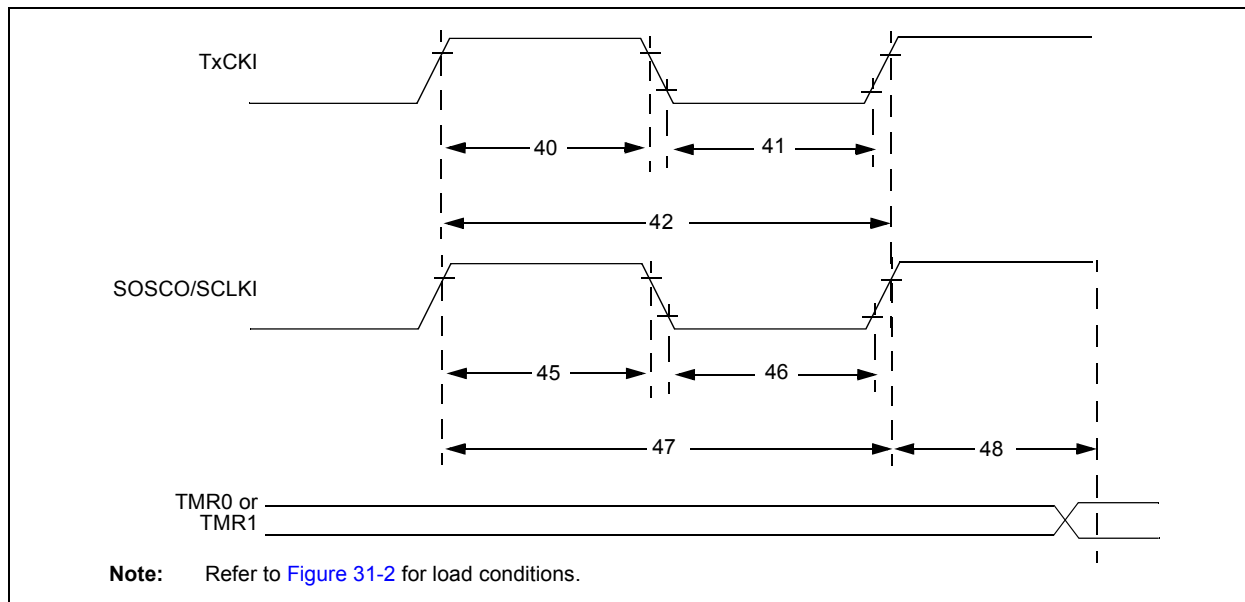 TxCKI
40
41
42
SOSCO/SCLKI
45
46
47
48
TMR0 or
TMR1
Note: Refer to Figure 31-2 for load conditions.